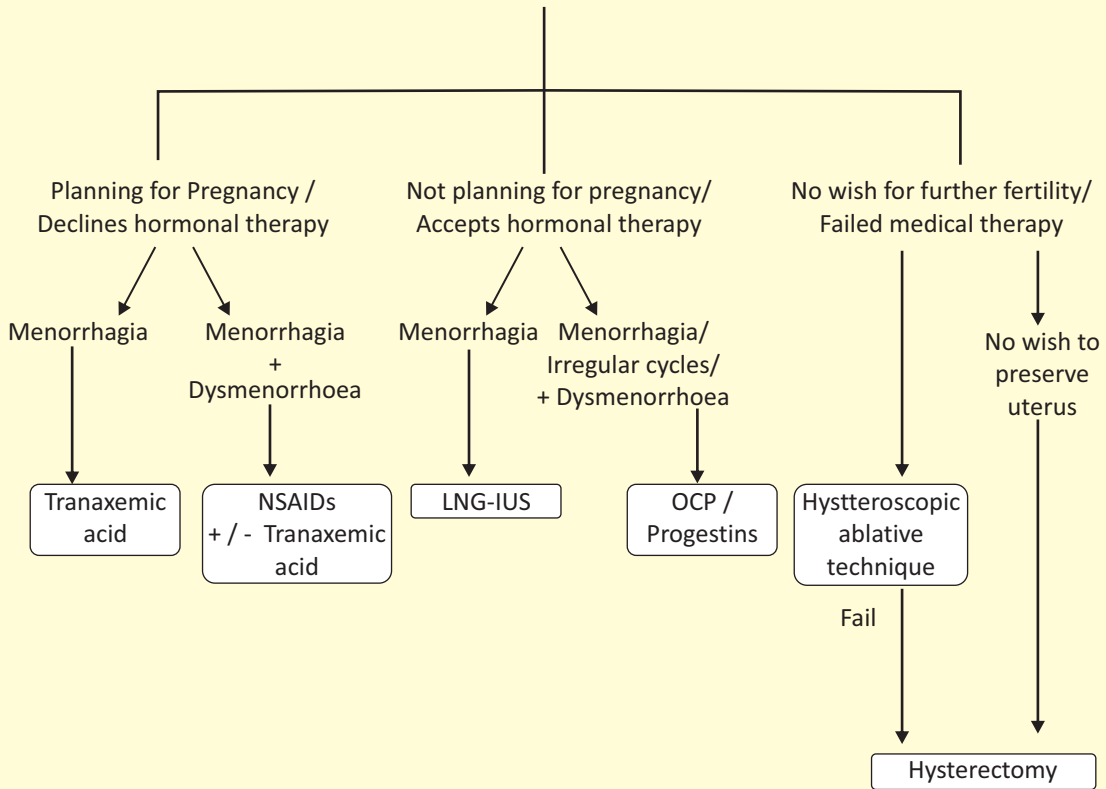 Planning for Pregnancy /
Declines hormonal therapy
Not planning for pregnancy/
Accepts hormonal therapy
No wish for further fertility/
Failed medical therapy
Menorrhagia
Menorrhagia
+
Dysmenorrhoea
Menorrhagia
Menorrhagia/
Irregular cycles/
+ Dysmenorrhoea
No wish to
preserve
uterus
Tranaxemic
acid
NSAIDs
+ / - Tranaxemic
acid
LNG-IUS
OCP /
Progestins
Hystteroscopic
ablative
technique
Fail
Hysterectomy